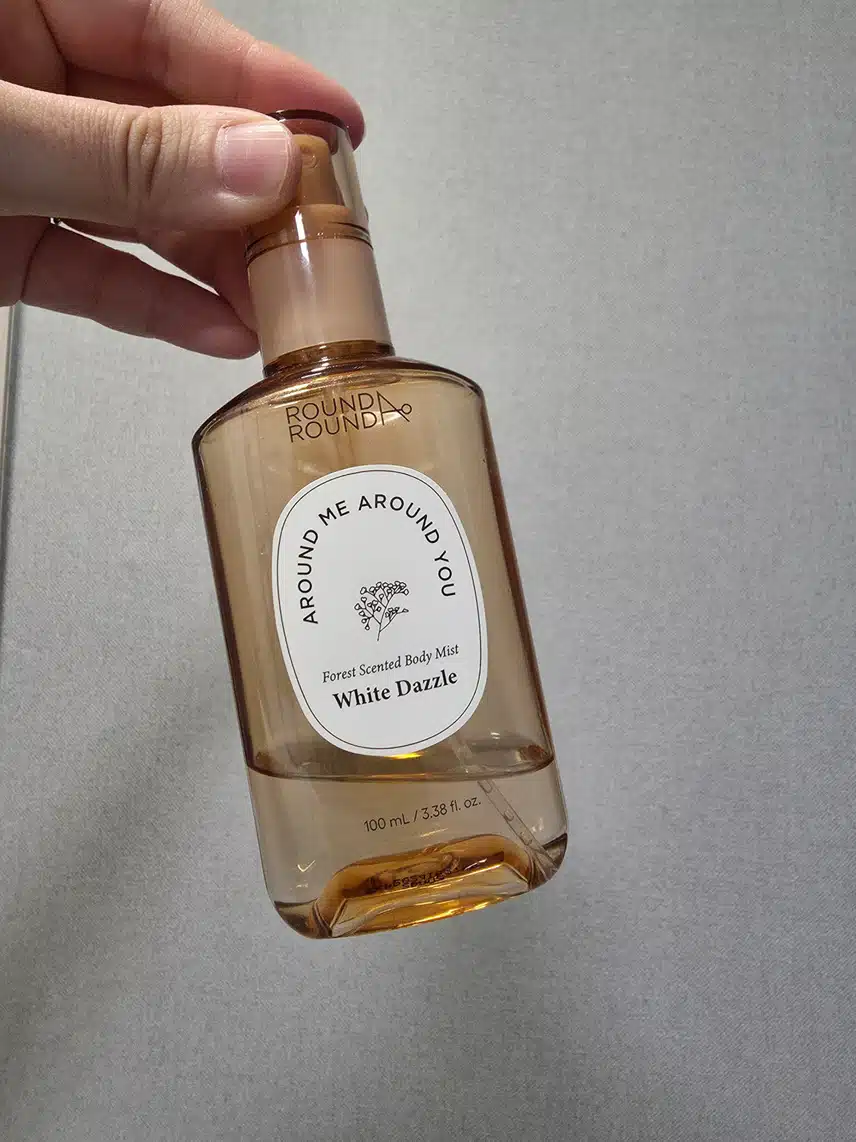 ROUND A
ROUND
AROUND ME AROUND YOU
Forest Scented Body Mist
White Dazzle
100 mL / 3.38 fl. oz.